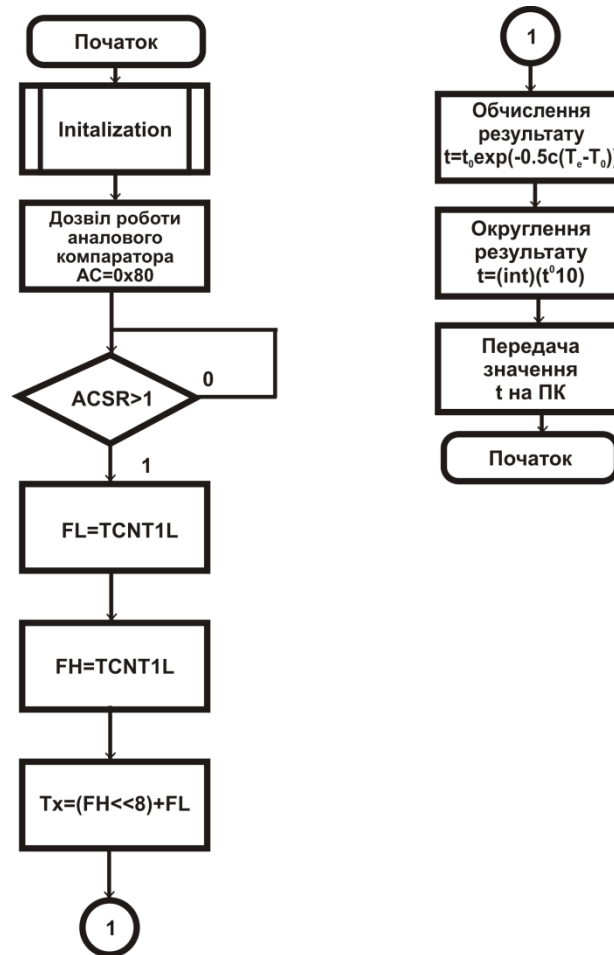 Початок
Initalization
Дозвіл роботи
аналового
компаратора
AC=0x80
ACSR>1
0
1
FL=TCNT1L
FH=TCNT1L
Tx=(FH<<8)+FL
1
1
Обчислення
результату
t=t₀exp(-0.5c(Tₑ-T₀))
Округлення
результату
t=(int)(t⁰10)
Передача
значення
t на ПК
Початок